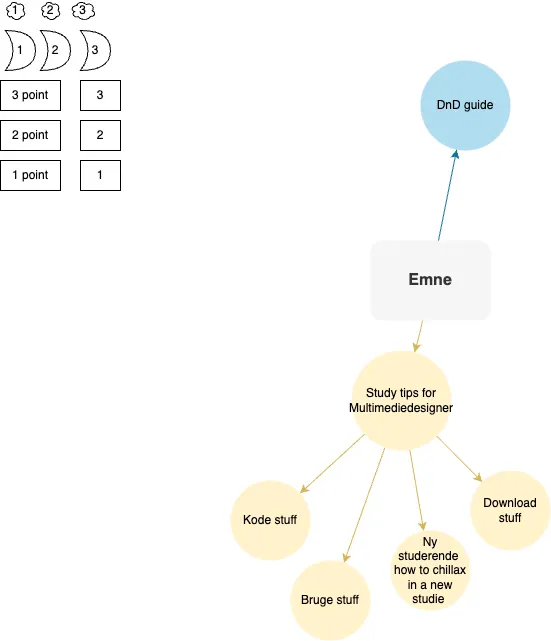 1 2 3
1 2 3
3 point 3
2 point 2
1 point 1
DnD guide
Emne
Study tips for
Multimediedesigner
Kode stuff
Bruge stuff
Ny
studerende
how to chillax
in a new
studie
Download
stuff